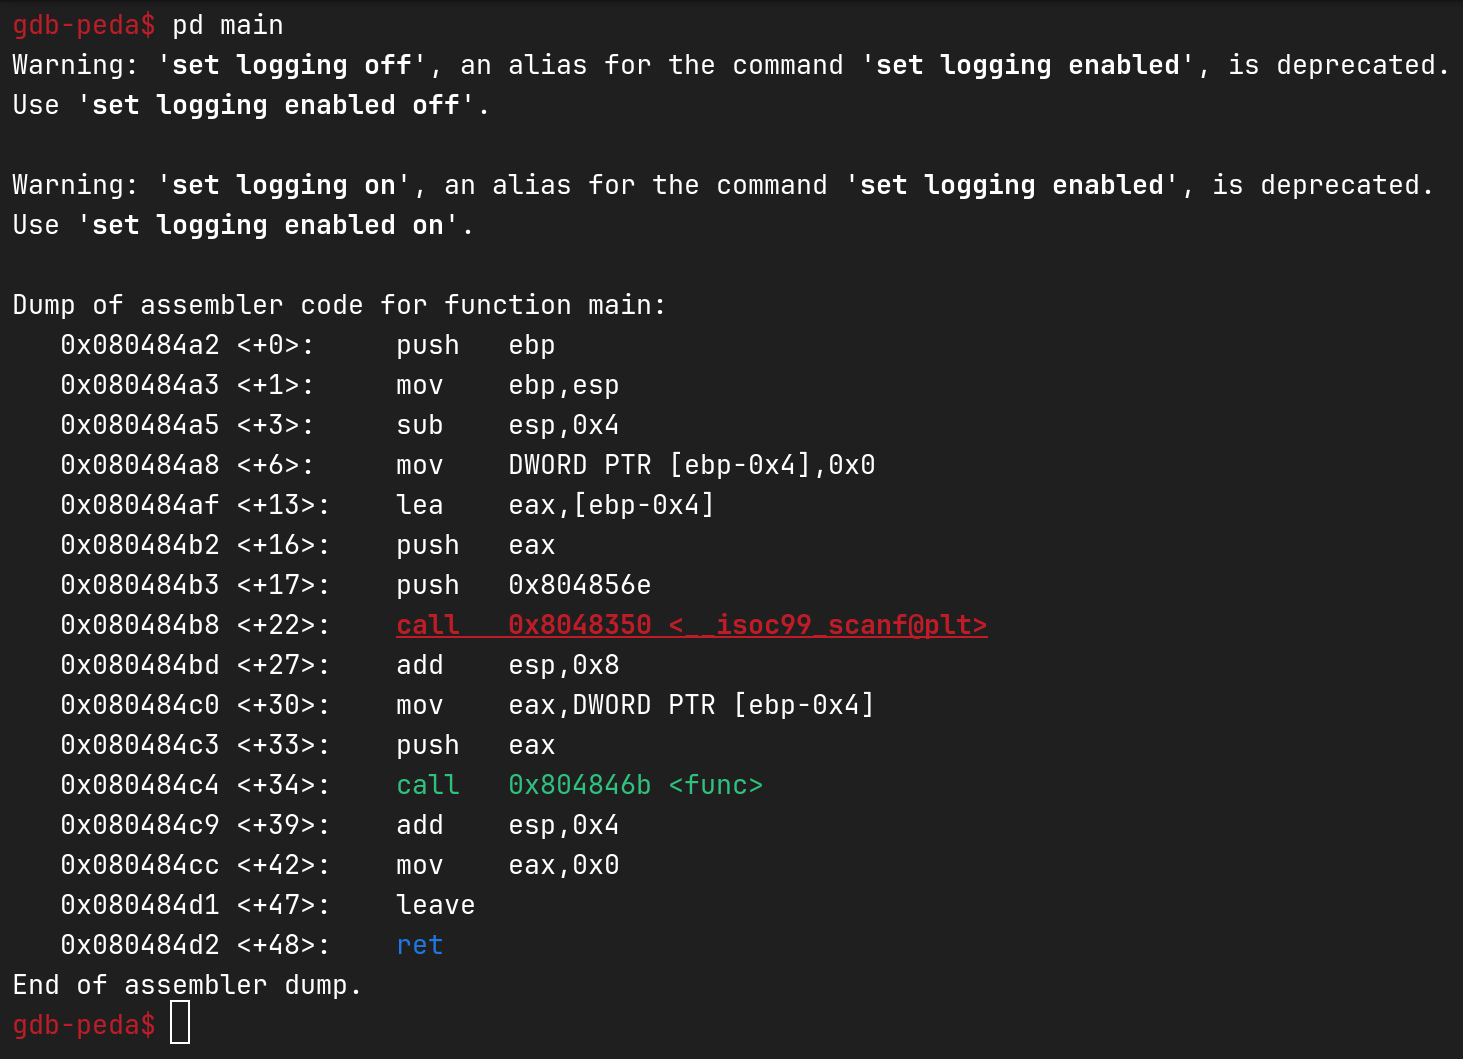 gdb-peda$ pd main
Warning: 'set logging off', an alias for the command 'set logging enabled', is deprecated.
Use 'set logging enabled off'.
Warning: 'set logging on', an alias for the command 'set logging enabled', is deprecated.
Use 'set logging enabled on'.
Dump of assembler code for function main:
   0x080484a2 <+0>:     push   ebp
   0x080484a3 <+1>:     mov    ebp,esp
   0x080484a5 <+3>:     sub    esp,0x4
   0x080484a8 <+6>:     mov    DWORD PTR [ebp-0x4],0x0
   0x080484af <+13>:    lea    eax,[ebp-0x4]
   0x080484b2 <+16>:    push   eax
   0x080484b3 <+17>:    push   0x804856e
   0x080484b8 <+22>:    call   0x8048350 <__isoc99_scanf@plt>
   0x080484bd <+27>:    add    esp,0x8
   0x080484c0 <+30>:    mov    eax,DWORD PTR [ebp-0x4]
   0x080484c3 <+33>:    push   eax
   0x080484c4 <+34>:    call   0x804846b <func>
   0x080484c9 <+39>:    add    esp,0x4
   0x080484cc <+42>:    mov    eax,0x0
   0x080484d1 <+47>:    leave
   0x080484d2 <+48>:    ret
End of assembler dump.
gdb-peda$